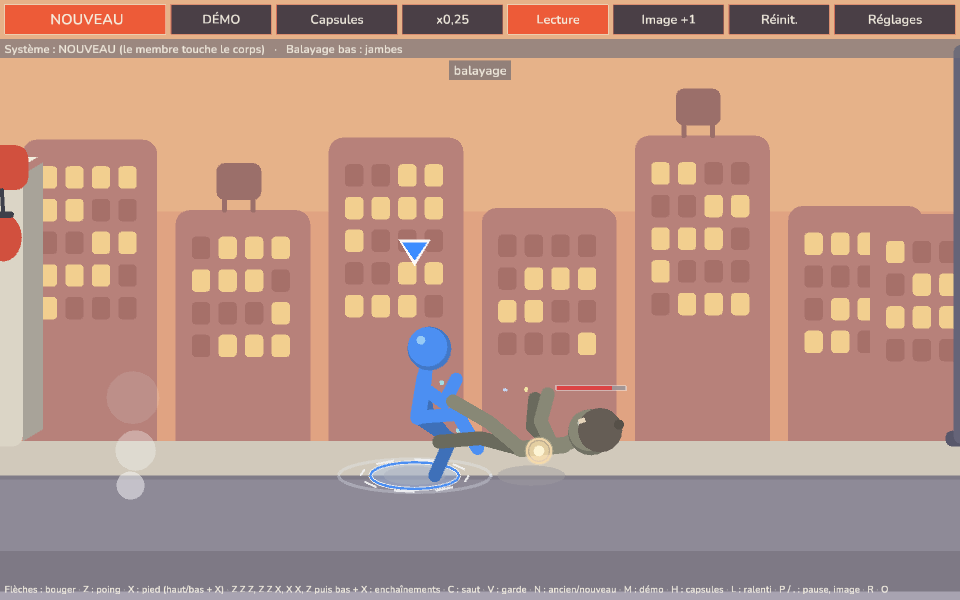 NOUVEAU DÉMO Capsules x0,25 Lecture Image +1 Réinit. Réglages
Système : NOUVEAU (le membre touche le corps) · Balayage bas : jambes
balayage
Flèches : bouger Z : poing X : pied (haut/bas + X) Z Z Z, Z Z X, X X, Z puis bas + X : enchaînements C : saut V : garde N : ancien/nouveau M : démo H : capsules L : ralenti P / . : pause, image R O